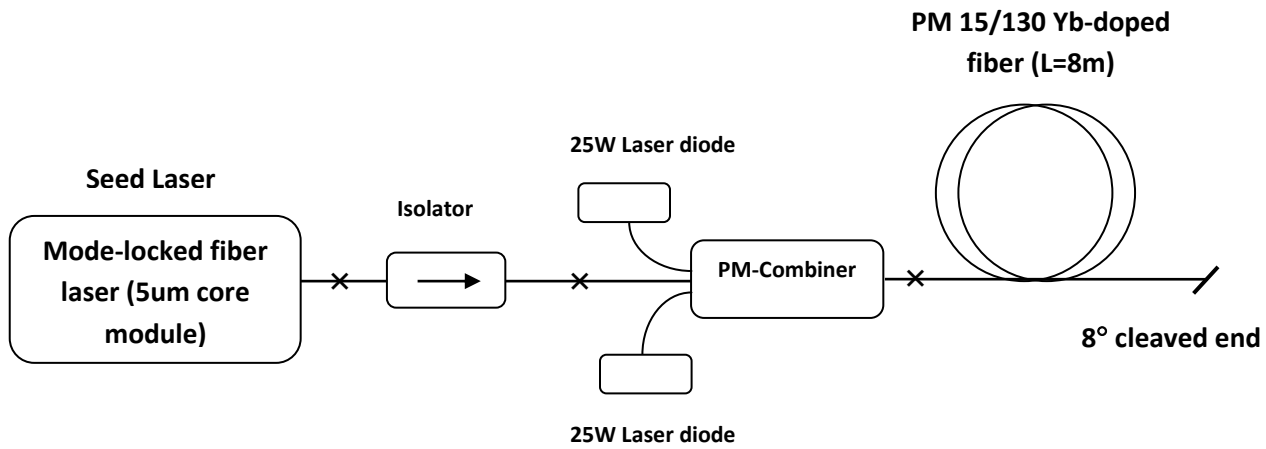 PM 15/130 Yb-doped
fiber (L=8m)
25W Laser diode
Seed Laser
Isolator
Mode-locked fiber
laser (5um core
module)
PM-Combiner
8° cleaved end
25W Laser diode